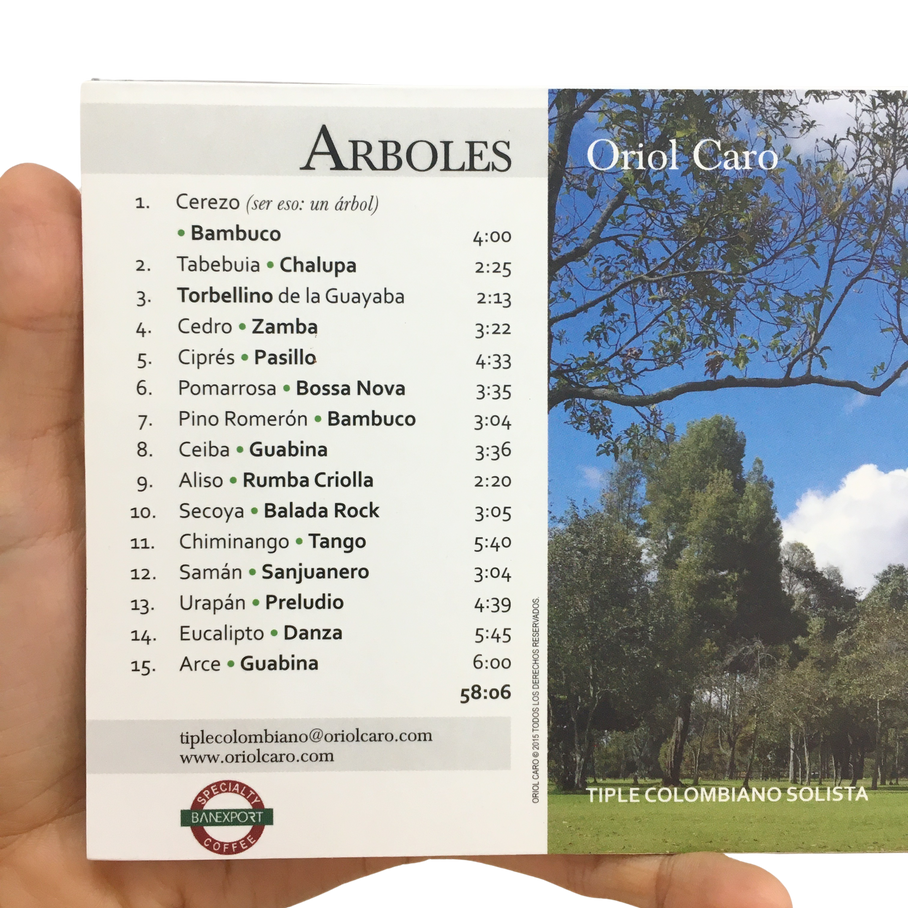 ARBOLES
1. Cerezo (ser eso: un árbol)
• Bambuco 4:00
2. Tabebuia • Chalupa 2:25
3. Torbellino de la Guayaba 2:13
4. Cedro • Zamba 3:22
5. Ciprés • Pasillo 4:33
6. Pomarrosa • Bossa Nova 3:35
7. Pino Romerón • Bambuco 3:04
8. Ceiba • Guabina 3:36
9. Aliso • Rumba Criolla 2:20
10. Secoya • Balada Rock 3:05
11. Chiminango • Tango 5:40
12. Samán • Sanjuanero 3:04
13. Urapán • Preludio 4:39
14. Eucalipto • Danza 5:45
15. Arce • Guabina 6:00
58:06
tiplecolombiano@oriolcaro.com
www.oriolcaro.com
SPECIALTY
BANEXPORT
COFFEE
ORIOL CARO © 2015 TODOS LOS DERECHOS RESERVADOS.
Oriol Caro
TIPLE COLOMBIANO SOLISTA